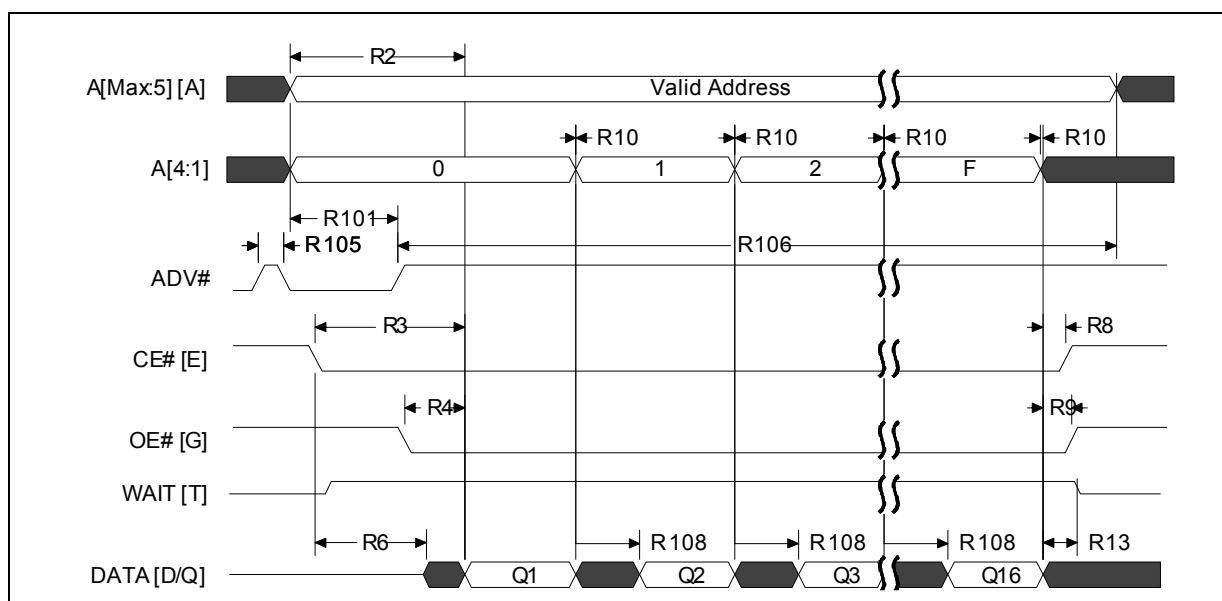 R2
A[Max:5] [A]
Valid Address
R10 R10 R10 R10
A[4:1]
0 1 2 F
R101
R105
R106
ADV#
R3
R8
CE# [E]
R4
R9
OE# [G]
WAIT [T]
R6
R108 R108 R108 R13
DATA [D/Q]
Q1 Q2 Q3 Q16